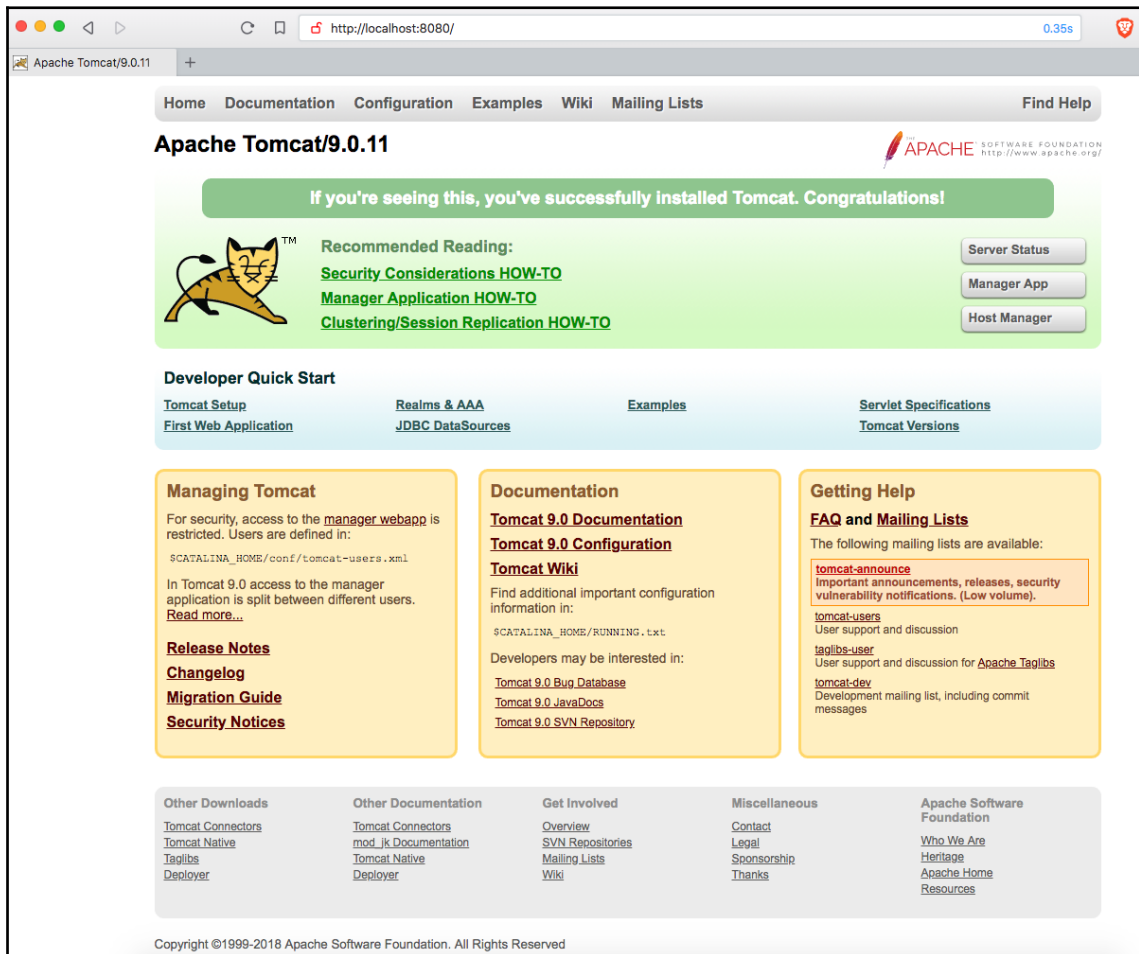 http://localhost:8080/ 0.35s
Apache Tomcat/9.0.11 +
Home Documentation Configuration Examples Wiki Mailing Lists Find Help
Apache Tomcat/9.0.11
THE
APACHE™ SOFTWARE FOUNDATION
http://www.apache.org/
If you're seeing this, you've successfully installed Tomcat. Congratulations!
TM
Recommended Reading:
Security Considerations HOW-TO
Manager Application HOW-TO
Clustering/Session Replication HOW-TO
Server Status
Manager App
Host Manager
Developer Quick Start
Tomcat Setup
First Web Application
Realms & AAA
JDBC DataSources
Examples
Servlet Specifications
Tomcat Versions
Managing Tomcat
For security, access to the manager webapp is
restricted. Users are defined in:
$CATALINA_HOME/conf/tomcat-users.xml
In Tomcat 9.0 access to the manager
application is split between different users.
Read more...
Release Notes
Changelog
Migration Guide
Security Notices
Documentation
Tomcat 9.0 Documentation
Tomcat 9.0 Configuration
Tomcat Wiki
Find additional important configuration
information in:
$CATALINA_HOME/RUNNING.txt
Developers may be interested in:
Tomcat 9.0 Bug Database
Tomcat 9.0 JavaDocs
Tomcat 9.0 SVN Repository
Getting Help
FAQ and Mailing Lists
The following mailing lists are available:
tomcat-announce
Important announcements, releases, security
vulnerability notifications. (Low volume).
tomcat-users
User support and discussion
taglibs-user
User support and discussion for Apache Taglibs
tomcat-dev
Development mailing list, including commit
messages
Other Downloads
Tomcat Connectors
Tomcat Native
Taglibs
Deployer
Other Documentation
Tomcat Connectors
mod_jk Documentation
Tomcat Native
Deployer
Get Involved
Overview
SVN Repositories
Mailing Lists
Wiki
Miscellaneous
Contact
Legal
Sponsorship
Thanks
Apache Software
Foundation
Who We Are
Heritage
Apache Home
Resources
Copyright ©1999-2018 Apache Software Foundation. All Rights Reserved